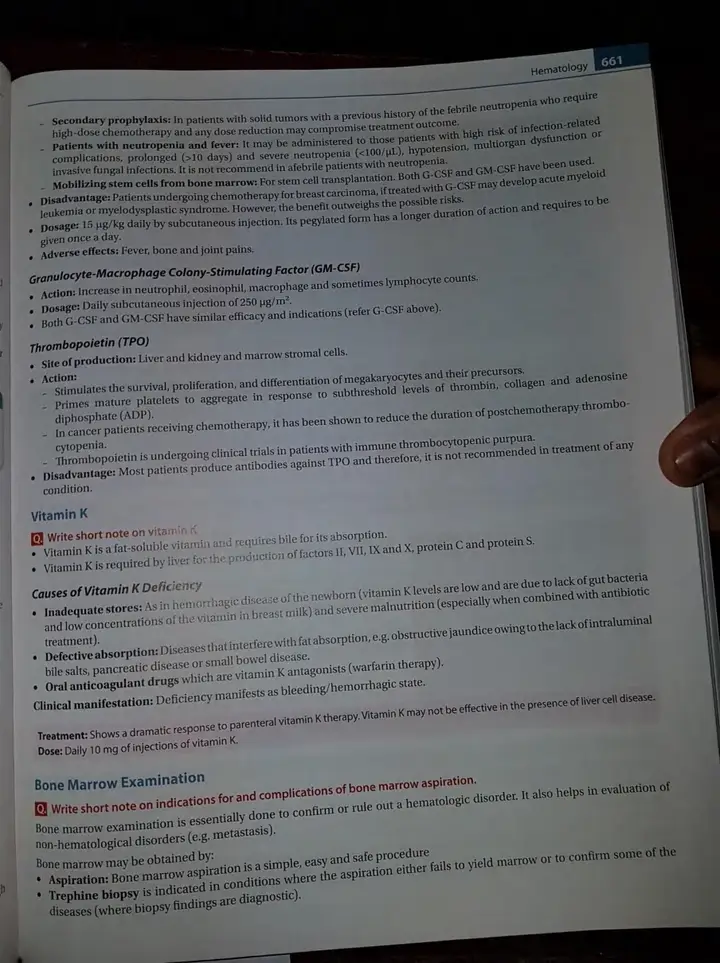 Hematology 661
– Secondary prophylaxis: In patients with solid tumors with a previous history of the febrile neutropenia who require
high-dose chemotherapy and any dose reduction may compromise treatment outcome.
– Patients with neutropenia and fever: It may be administered to those patients with high risk of infection-related
complications, prolonged (>10 days) and severe neutropenia (<100/μL), hypotension, multiorgan dysfunction or
invasive fungal infections. It is not recommend in afebrile patients with neutropenia.
– Mobilizing stem cells from bone marrow: For stem cell transplantation. Both G-CSF and GM-CSF have been used.
• Disadvantage: Patients undergoing chemotherapy for breast carcinoma, if treated with G-CSF may develop acute myeloid
leukemia or myelodysplastic syndrome. However, the benefit outweighs the possible risks.
• Dosage: 15 μg/kg daily by subcutaneous injection. Its pegylated form has a longer duration of action and requires to be
given once a day.
• Adverse effects: Fever, bone and joint pains.
Granulocyte-Macrophage Colony-Stimulating Factor (GM-CSF)
• Action: Increase in neutrophil, eosinophil, macrophage and sometimes lymphocyte counts.
• Dosage: Daily subcutaneous injection of 250 μg/m².
• Both G-CSF and GM-CSF have similar efficacy and indications (refer G-CSF above).
Thrombopoietin (TPO)
• Site of production: Liver and kidney and marrow stromal cells.
• Action:
– Stimulates the survival, proliferation, and differentiation of megakaryocytes and their precursors.
– Primes mature platelets to aggregate in response to subthreshold levels of thrombin, collagen and adenosine
diphosphate (ADP).
– In cancer patients receiving chemotherapy, it has been shown to reduce the duration of postchemotherapy thrombo-
cytopenia.
– Thrombopoietin is undergoing clinical trials in patients with immune thrombocytopenic purpura.
• Disadvantage: Most patients produce antibodies against TPO and therefore, it is not recommended in treatment of any
condition.
Vitamin K
Q. Write short note on vitamin K
• Vitamin K is a fat-soluble vitamin and requires bile for its absorption.
• Vitamin K is required by liver for the production of factors II, VII, IX and X, protein C and protein S.
Causes of Vitamin K Deficiency
• Inadequate stores: As in hemorrhagic disease of the newborn (vitamin K levels are low and are due to lack of gut bacteria
and low concentrations of the vitamin in breast milk) and severe malnutrition (especially when combined with antibiotic
treatment).
• Defective absorption: Diseases that interfere with fat absorption, e.g. obstructive jaundice owing to the lack of intraluminal
bile salts, pancreatic disease or small bowel disease.
• Oral anticoagulant drugs which are vitamin K antagonists (warfarin therapy).
Clinical manifestation: Deficiency manifests as bleeding/hemorrhagic state.
Treatment: Shows a dramatic response to parenteral vitamin K therapy. Vitamin K may not be effective in the presence of liver cell disease.
Dose: Daily 10 mg of injections of vitamin K.
Bone Marrow Examination
Q. Write short note on indications for and complications of bone marrow aspiration.
Bone marrow examination is essentially done to confirm or rule out a hematologic disorder. It also helps in evaluation of
non-hematological disorders (e.g. metastasis).
Bone marrow may be obtained by:
• Aspiration: Bone marrow aspiration is a simple, easy and safe procedure
• Trephine biopsy is indicated in conditions where the aspiration either fails to yield marrow or to confirm some of the
diseases (where biopsy findings are diagnostic).